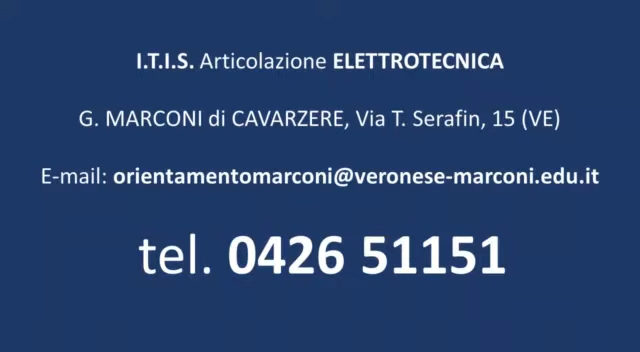 I.T.I.S. Articolazione ELETTROTECNICA
G. MARCONI di CAVARZERE, Via T. Serafin, 15 (VE)
E-mail: orientamentomarconi@veronese-marconi.edu.it
tel. 0426 51151